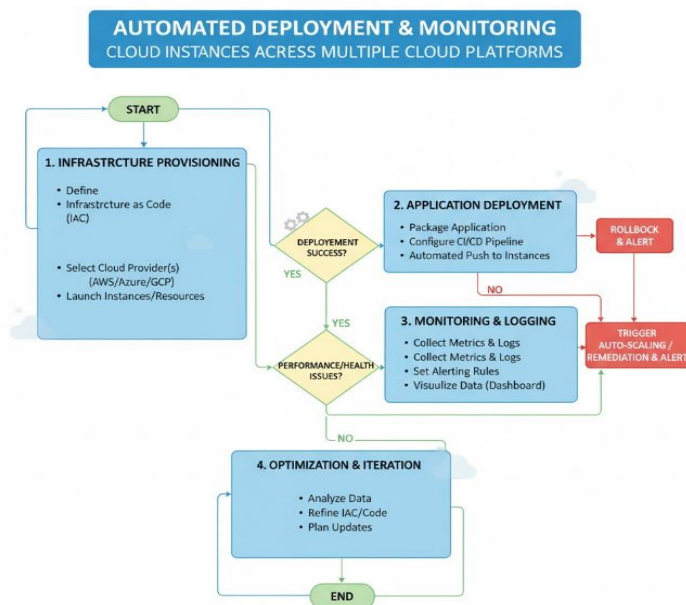 AUTOMATED DEPLOYMENT & MONITORING
CLOUD INSTANCES ACRESS MULTIPLE CLOUD PLATFORMS
START
1. INFRASTRCTURE PROVISIONING
• Define
• Infrastrcture as Code
(IAC)
• Select Cloud Provider(s)
(AWS/Azure/GCP)
• Launch Instances/Resources
DEPLOYEMENT
SUCCESS?
YES
2. APPLICATION DEPLOYMENT
• Package Application
• Configure CI/CD Pipeline
• Automated Push to Instances
ROLLBOCK
& ALERT
NO
YES
3. MONITORING & LOGGING
• Collect Metrics & Logs
• Collect Metrics & Logs
• Set Alerting Rules
• Visuulize Data (Dashboard)
TRIGGER
AUTO-SCALING /
REMEDIATION & ALERT
PERFORMANCE/HEALTH
ISSUES?
NO
4. OPTIMIZATION & ITERATION
• Analyze Data
• Refine IAC/Code
• Plan Updates
END